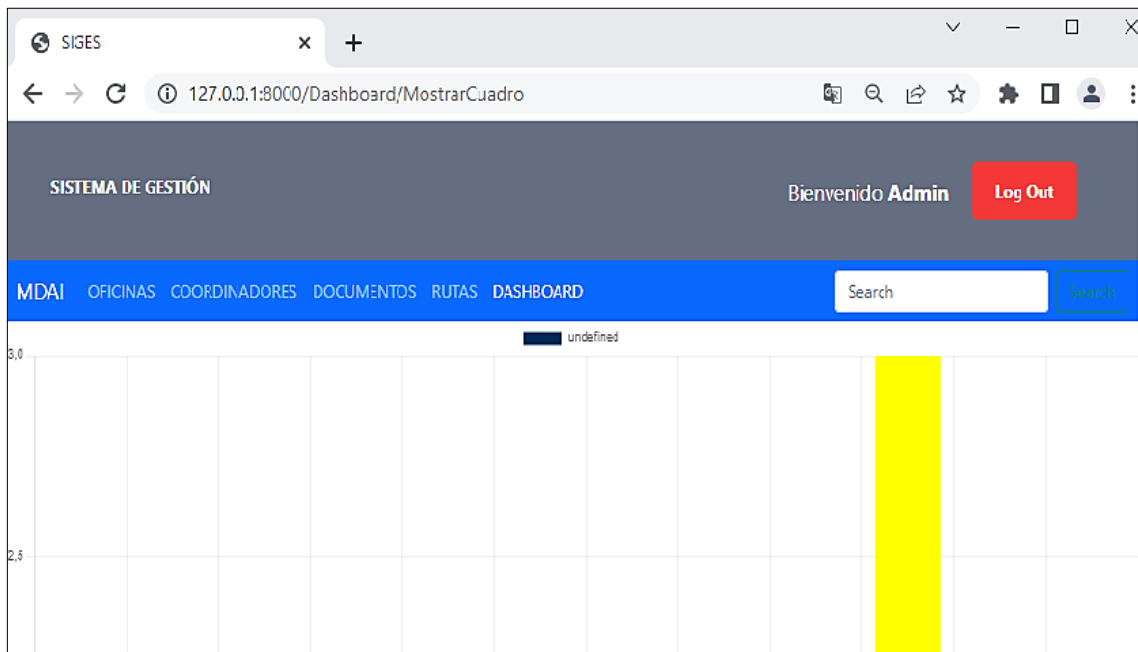 SIGES
127.0.0.1:8000/Dashboard/MostrarCuadro
SISTEMA DE GESTIÓN
Bienvenido Admin
Log Out
MDAI OFICINAS COORDINADORES DOCUMENTOS RUTAS DASHBOARD
Search
Search
undefined
3,0
2,5